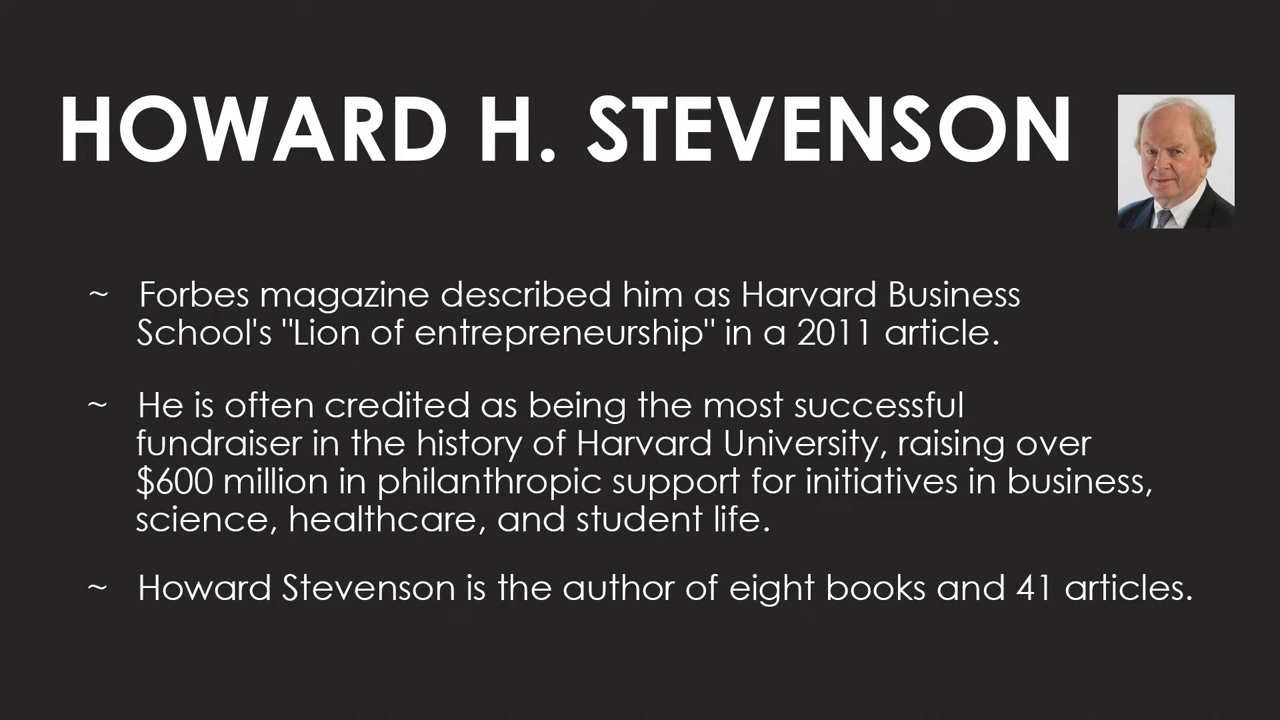 HOWARD H. STEVENSON
~ Forbes magazine described him as Harvard Business
School's "Lion of entrepreneurship" in a 2011 article.
~ He is often credited as being the most successful
fundraiser in the history of Harvard University, raising over
$600 million in philanthropic support for initiatives in business,
science, healthcare, and student life.
~ Howard Stevenson is the author of eight books and 41 articles.